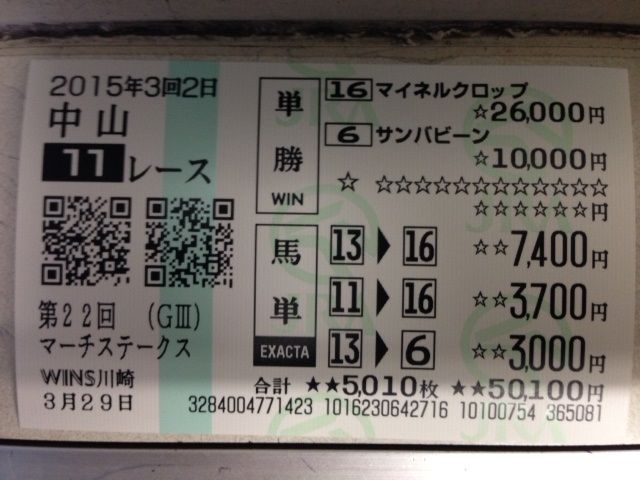 2015年3回2日
中山
11レース
第22回 (GⅢ)
マーチステークス
WINS川崎
3月29日
単勝
WIN
16 マイネルクロップ
☆26,000円
6 サンバビーン
☆10,000円
☆ ☆☆☆☆☆☆☆☆☆☆☆☆
☆☆☆☆☆☆円
馬単
EXACTA
13▶16 ☆☆7,400円
11▶16 ☆☆3,700円
13▶6 ☆☆3,000円
合計 ★★5,010枚 ★★50,100円
3284004771423 1016230642716 10100754 365081
JRA